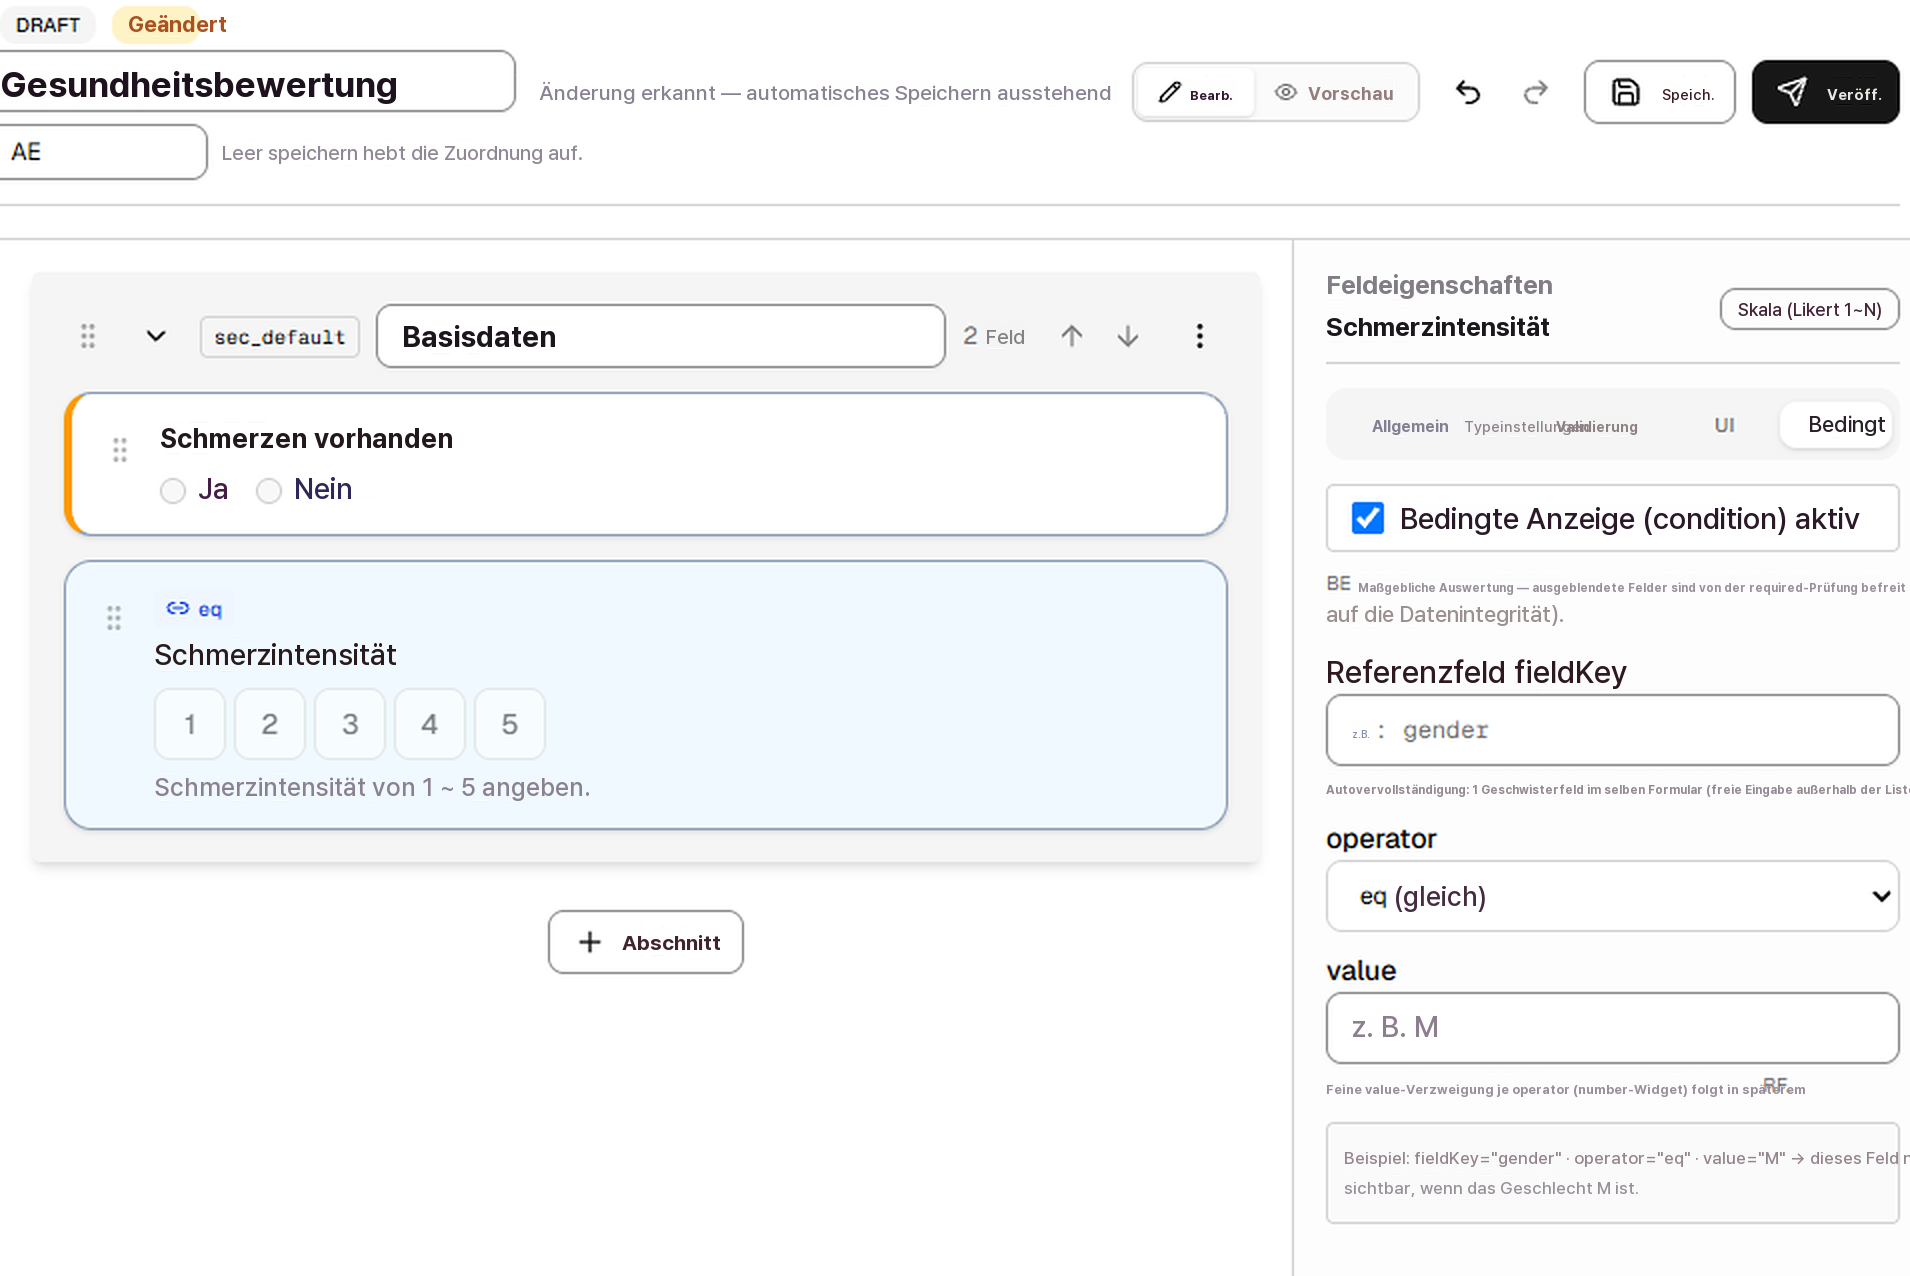 DRAFT Geändert
Gesundheitsbewertung Änderung erkannt — automatisches Speichern ausstehend Bearb. Vorschau Speich. Veröff.
AE Leer speichern hebt die Zuordnung auf.
sec_default Basisdaten 2 Feld
Schmerzen vorhanden
Ja Nein
eq
Schmerzintensität
1 2 3 4 5
Schmerzintensität von 1 ~ 5 angeben.
Abschnitt
Feldeigenschaften
Schmerzintensität Skala (Likert 1~N)
Allgemein Typeinstellungen Validierung UI Bedingt
Bedingte Anzeige (condition) aktiv
BE Maßgebliche Auswertung — ausgeblendete Felder sind von der required-Prüfung befreit
auf die Datenintegrität).
Referenzfeld fieldKey
z.B. : gender
Autovervollständigung: 1 Geschwisterfeld im selben Formular (freie Eingabe außerhalb der Liste
operator
eq (gleich)
value
z. B. M
Feine value-Verzweigung je operator (number-Widget) folgt in späterem RF
Beispiel: fieldKey="gender" · operator="eq" · value="M" → dieses Feld n
sichtbar, wenn das Geschlecht M ist.